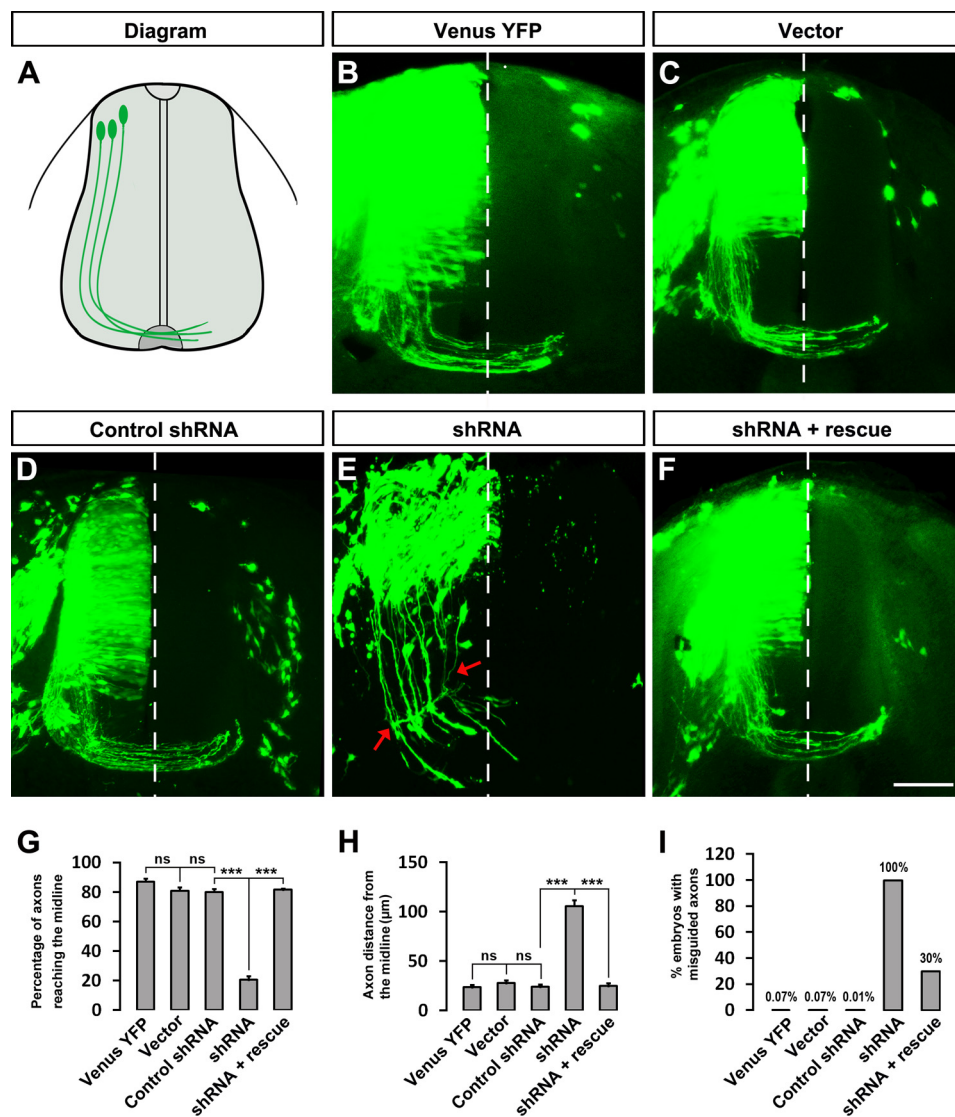 Diagram
Venus YFP
Vector
A
B
C
Control shRNA
shRNA
shRNA + rescue
D
E
F
G
Percentage of axons
reaching the midline
100
80
60
40
20
0
ns
ns
***
***
Venus YFP
Vector
Control shRNA
shRNA
shRNA + rescue
H
Axon distance from
the midline (µm)
150
100
50
0
ns
ns
***
***
Venus YFP
Vector
Control shRNA
shRNA
shRNA + rescue
I
% embryos with
misguided axons
120
100
80
60
40
20
0
0.07%
0.07%
0.01%
100%
30%
Venus YFP
Vector
Control shRNA
shRNA
shRNA + rescue